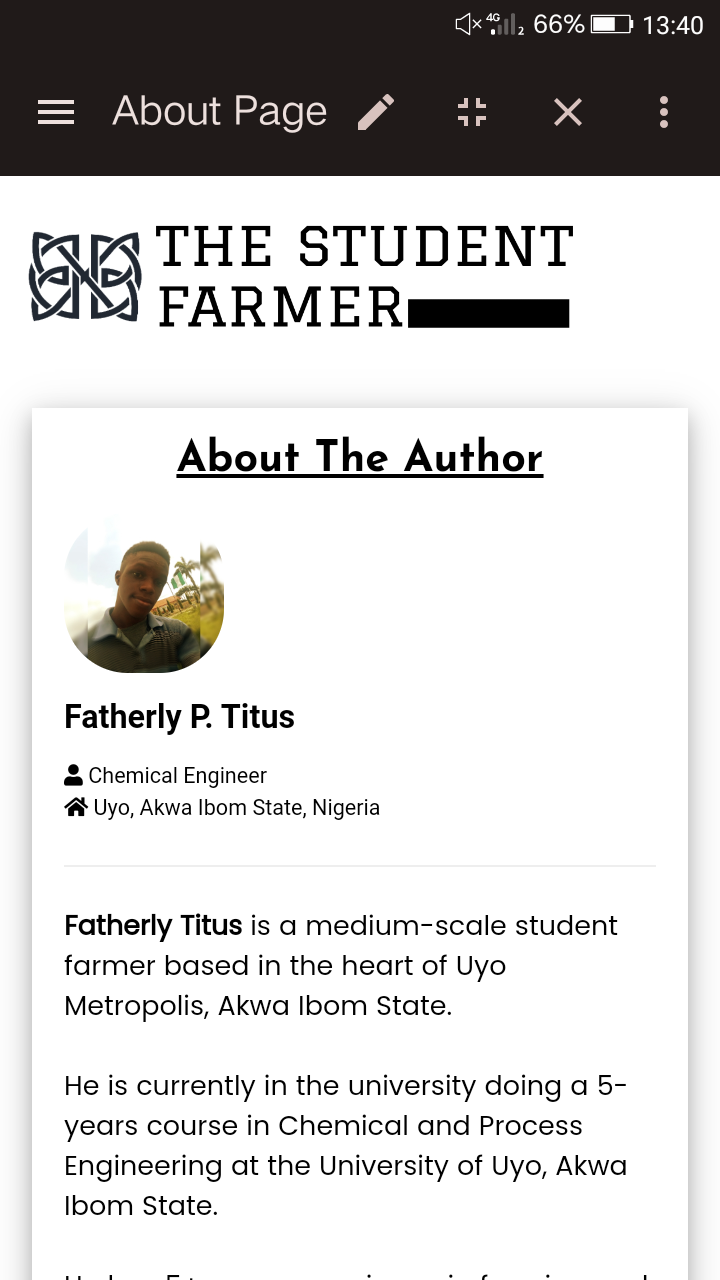 4G 2 66% 13:40
About Page
THE STUDENT
FARMER
About The Author
Fatherly P. Titus
Chemical Engineer
Uyo, Akwa Ibom State, Nigeria
Fatherly Titus is a medium-scale student
farmer based in the heart of Uyo
Metropolis, Akwa Ibom State.
He is currently in the university doing a 5-
years course in Chemical and Process
Engineering at the University of Uyo, Akwa
Ibom State.